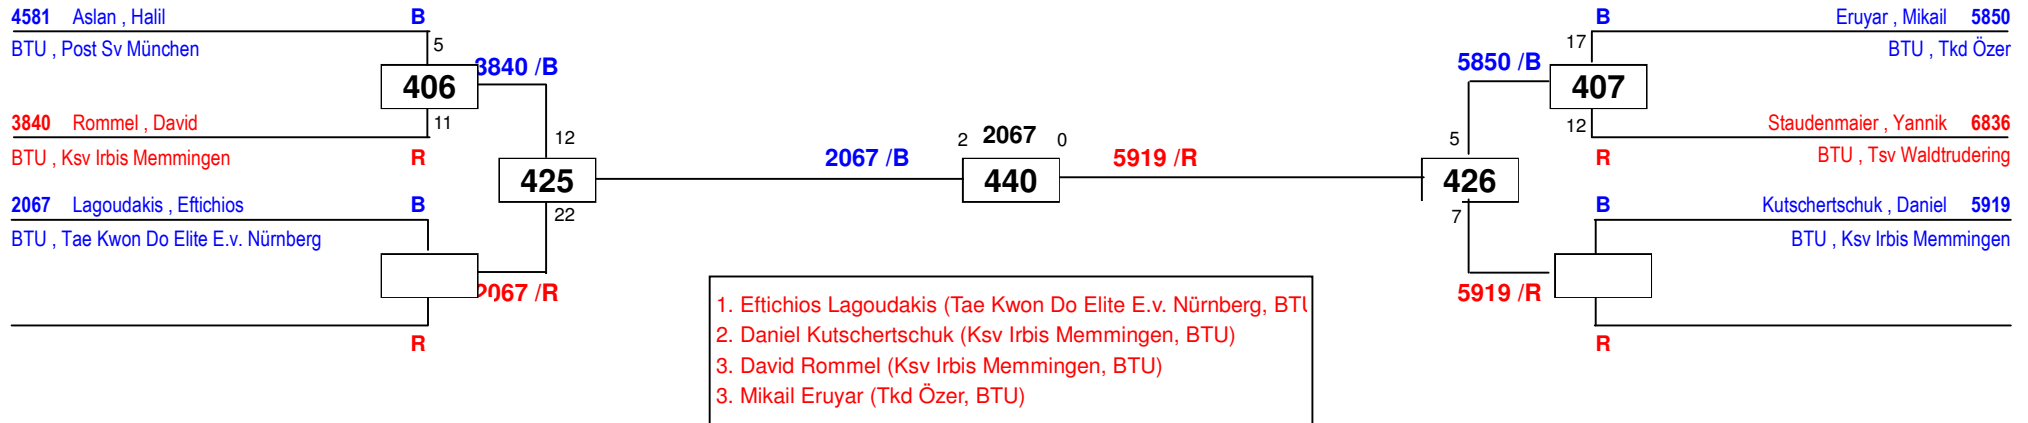 4581 Aslan , Halil B
BTU , Post Sv München
5
406
3840 /B
3840 Rommel , David
11
BTU , Ksv Irbis Memmingen R
12
425
22
2067 Lagoudakis , Eftichios B
BTU , Tae Kwon Do Elite E.v. Nürnberg
2067 /R
R
2067 /B
2 2067 0
440
5919 /R
B Eruyar , Mikail 5850
17
BTU , Tkd Özer
5850 /B
407
12
Staudenmaier , Yannik 6836
R BTU , Tsv Waldtrudering
5
426
7
B Kutschertschuk , Daniel 5919
BTU , Ksv Irbis Memmingen
5919 /R
R
1. Eftichios Lagoudakis (Tae Kwon Do Elite E.v. Nürnberg, BTU
2. Daniel Kutschertschuk (Ksv Irbis Memmingen, BTU)
3. David Rommel (Ksv Irbis Memmingen, BTU)
3. Mikail Eruyar (Tkd Özer, BTU)